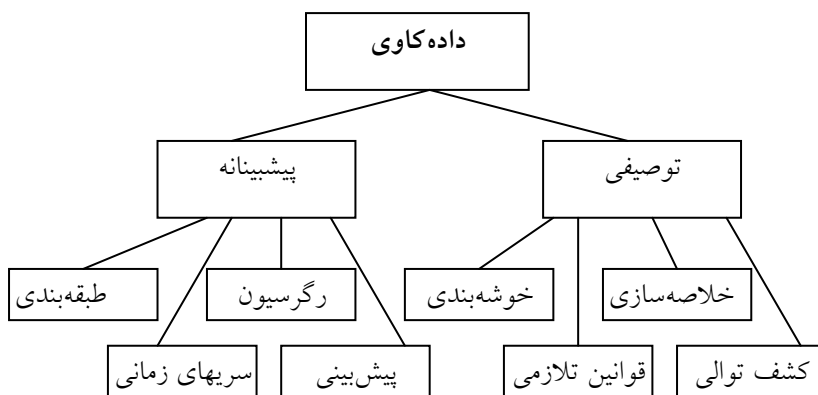 داده‌کاوی
توصیفی
پیشبینانه
خلاصه‌سازی
خوشه‌بندی
رگرسیون
طبقه‌بندی
کشف توالی
قوانین تلازمی
پیش‌بینی
سریهای زمانی